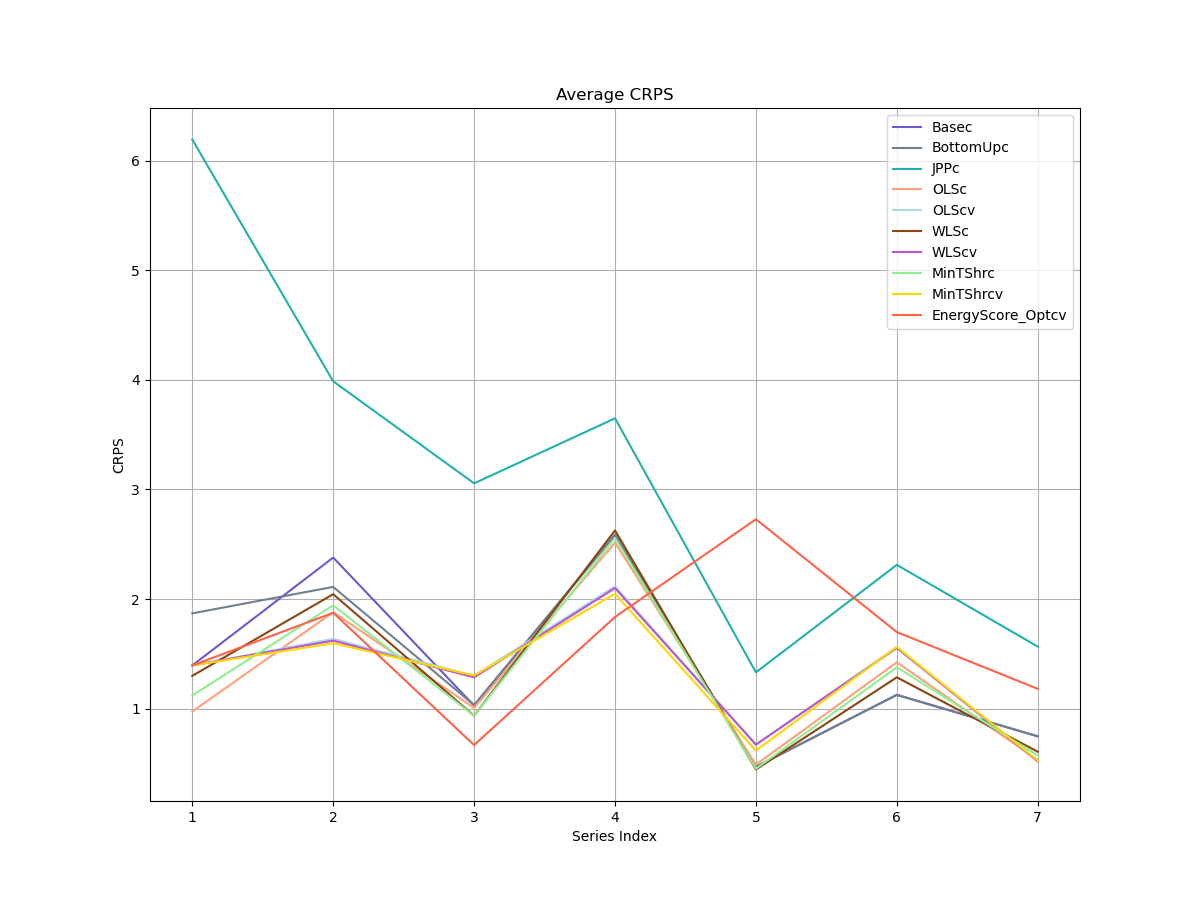 Average CRPS
Basec
BottomUpc
JPPc
OLSc
OLScv
WLSc
WLScv
MinTShrc
MinTShrcv
EnergyScore_Optcv
6
5
4
3
2
1
CRPS
1 2 3 4 5 6 7
Series Index